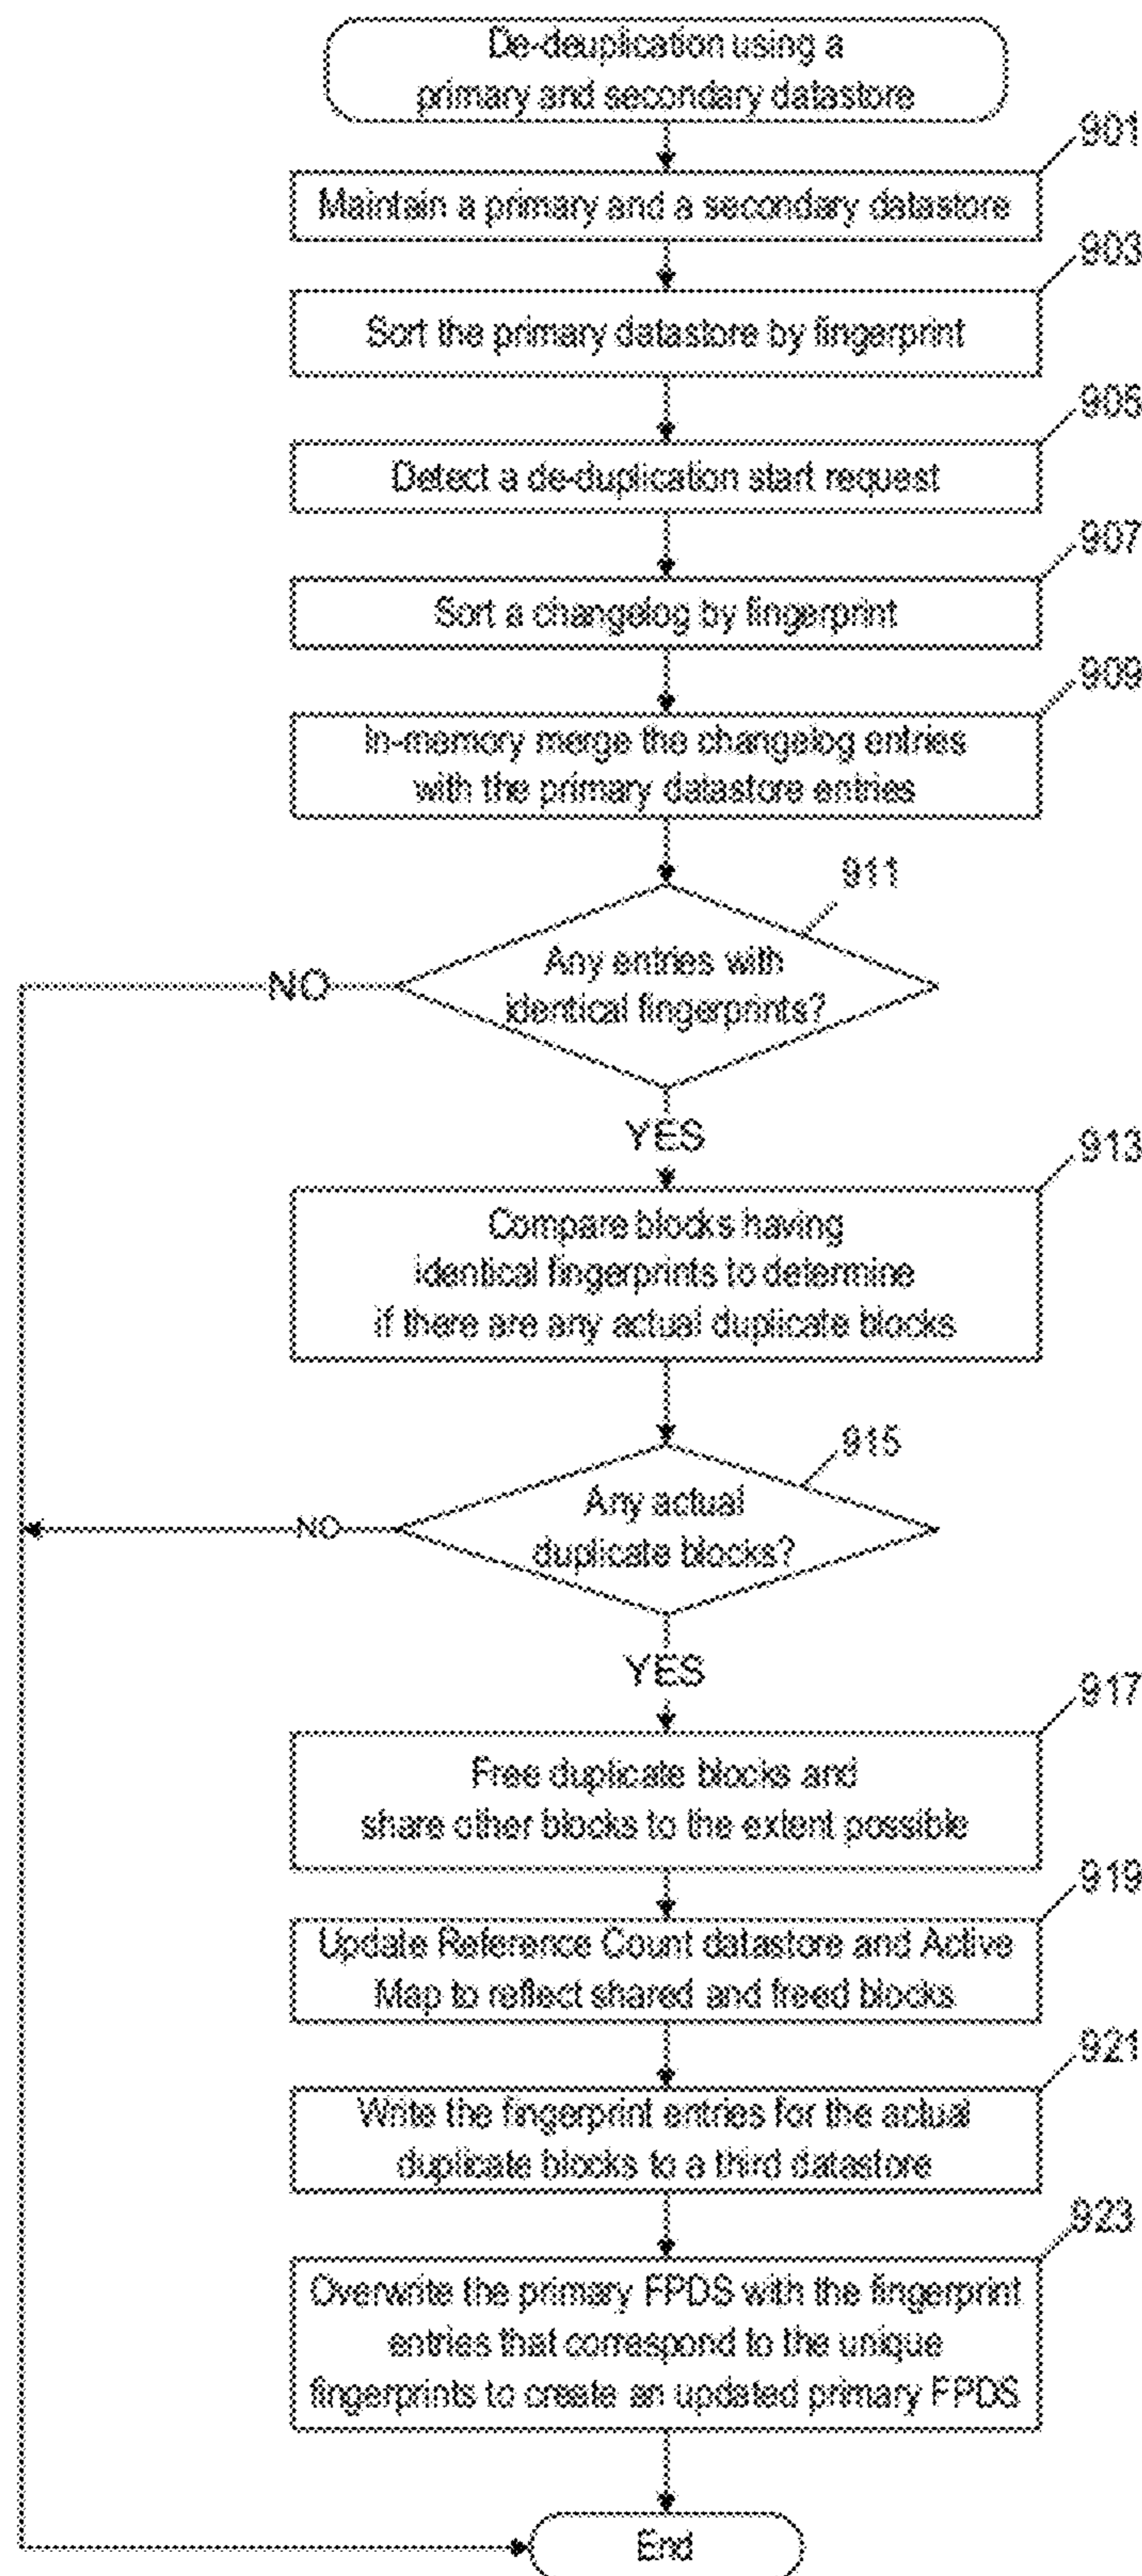 De-deuplication using a
primary and secondary datastore
901
Maintain a primary and a secondary datastore
903
Sort the primary datastore by fingerprint
905
Detect a de-duplication start request
907
Sort a changelog by fingerprint
909
In-memory merge the changelog entries
with the primary datastore entries
911
Any entries with
identical fingerprints?
NO
YES
913
Compare blocks having
identical fingerprints to determine
if there are any actual duplicate blocks
915
Any actual
duplicate blocks?
NO
YES
917
Free duplicate blocks and
share other blocks to the extent possible
919
Update Reference Count datastore and Active
Map to reflect shared and freed blocks
921
Write the fingerprint entries for the actual
duplicate blocks to a third datastore
923
Overwrite the primary FPDS with the fingerprint
entries that correspond to the unique
fingerprints to create an updated primary FPDS
End